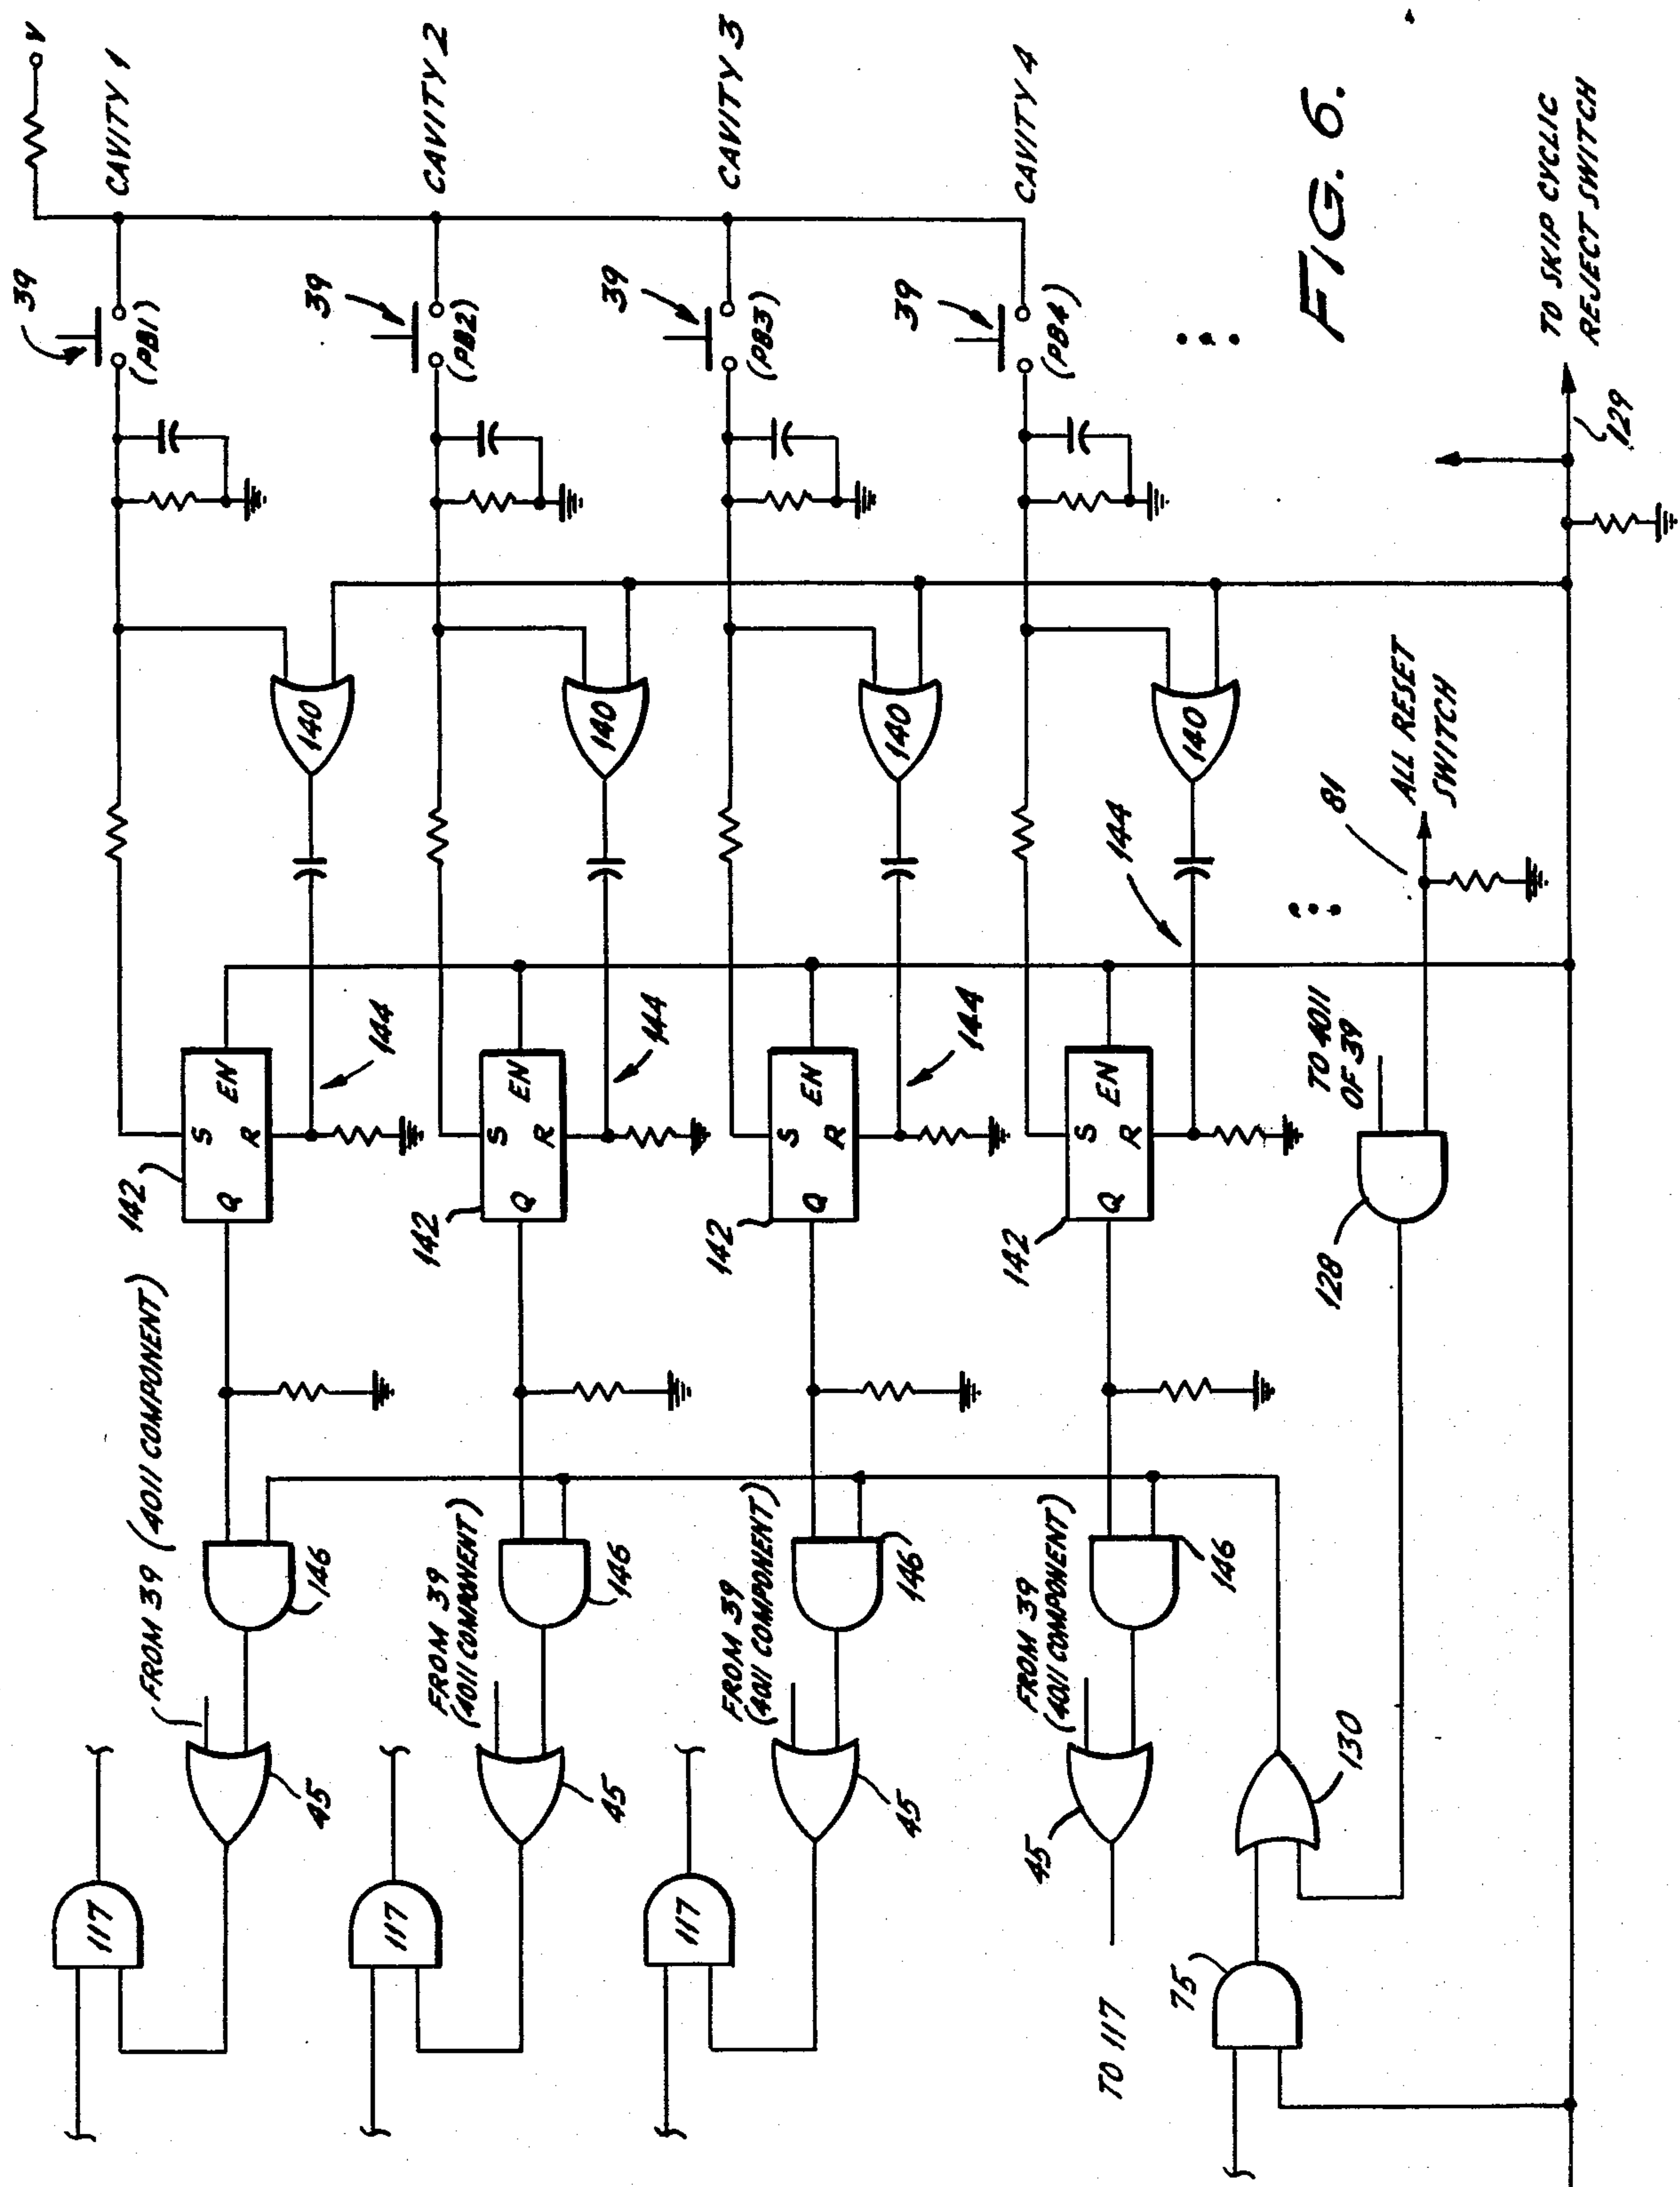 V
CAVITY 1
CAVITY 2
CAVITY 3
CAVITY 4
39
(PB1)
39
(PB2)
39
(PB3)
39
(PB4)
FIG. 6.
TO SKIP CYCLIC
REJECT SWITCH
129
140
140
140
140
ALL RESET
SWITCH
81
144
144
144
144
S
EN
R
Q
142
S
EN
R
Q
142
S
EN
R
Q
142
S
EN
R
Q
142
TO 4011
OF 39
128
FROM 39 (4011 COMPONENT)
FROM 39
(4011 COMPONENT)
FROM 39
(4011 COMPONENT)
FROM 39
(4011 COMPONENT)
146
146
146
146
45
45
45
45
130
117
117
117
TO 117
75